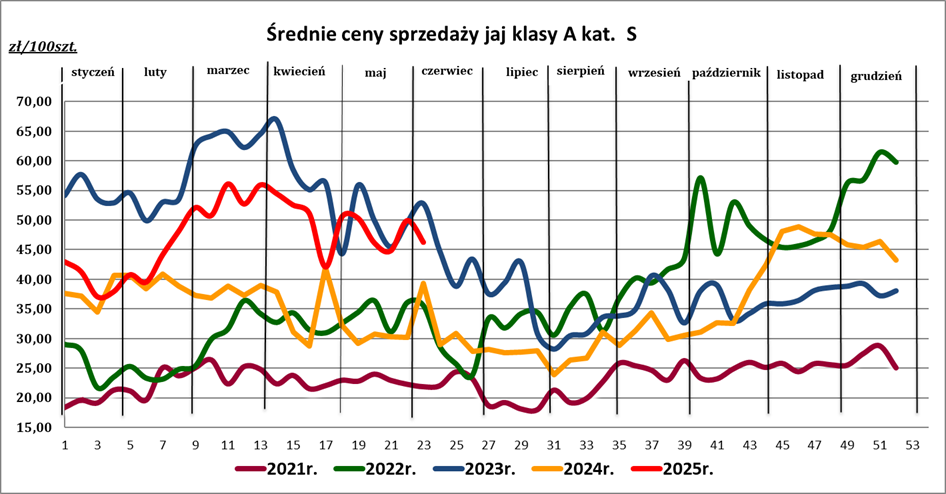 Średnie ceny sprzedaży jaj klasy A kat.  S
zł/100szt.
styczeń luty marzec kwiecień maj czerwiec lipiec sierpień wrzesień październik listopad grudzień
70,00
65,00
60,00
55,00
50,00
45,00
40,00
35,00
30,00
25,00
20,00
15,00
1 3 5 7 9 11 13 15 17 19 21 23 25 27 29 31 33 35 37 39 41 43 45 47 49 51 53
2021r. 2022r. 2023r. 2024r. 2025r.